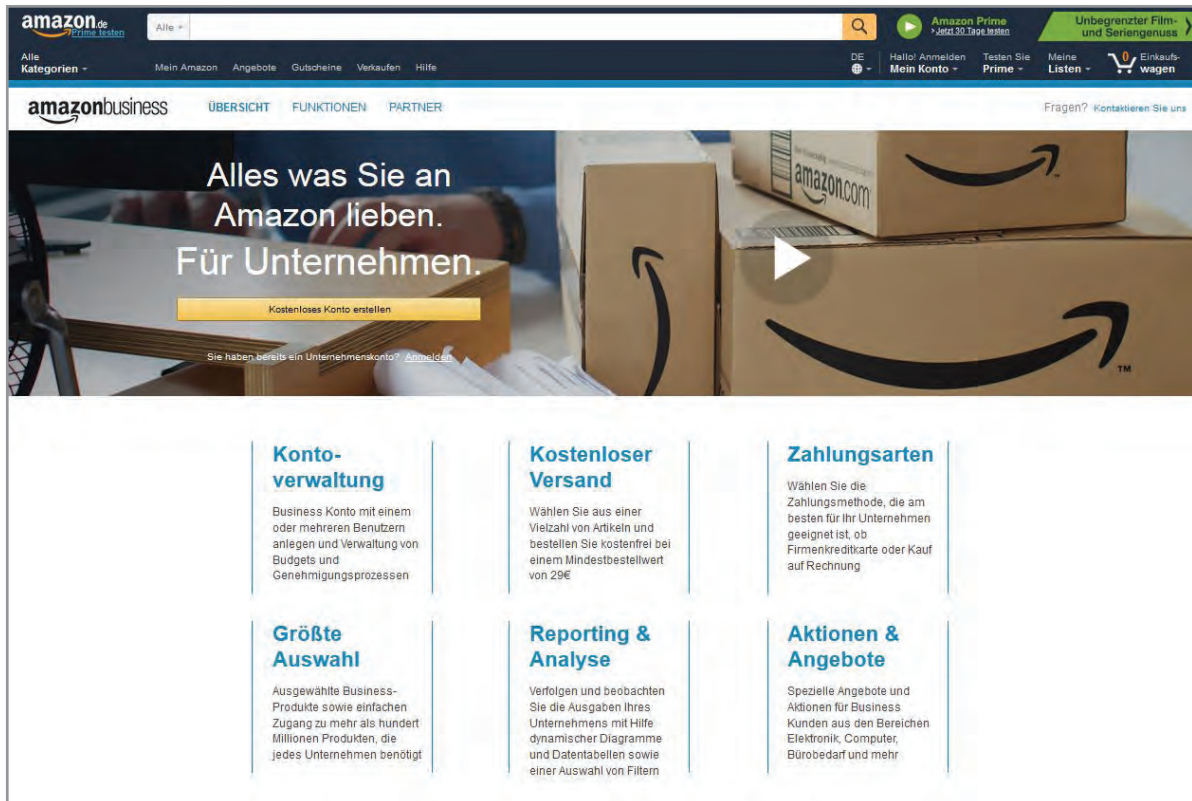 amazon.de
Prime testen
Alle
Amazon Prime
Jetzt 30 Tage testen
Unbegrenzter Film-
und Seriengenuss
Alle
Kategorien
Mein Amazon Angebote Gutscheine Verkaufen Hilfe
DE
Hallo! Anmelden
Mein Konto
Testen Sie
Prime
Meine
Listen
0
Einkaufs-
wagen
amazonbusiness
ÜBERSICHT FUNKTIONEN PARTNER
Fragen? Kontaktieren Sie uns
Alles was Sie an
Amazon lieben.
Für Unternehmen.
Kostenloses Konto erstellen
Sie haben bereits ein Unternehmenskonto? Anmelden
amazon.com
TM
Konto-
verwaltung
Business Konto mit einem
oder mehreren Benutzern
anlegen und Verwaltung von
Budgets und
Genehmigungsprozessen
Kostenloser
Versand
Wählen Sie aus einer
Vielzahl von Artikeln und
bestellen Sie kostenfrei bei
einem Mindestbestellwert
von 29€
Zahlungsarten
Wählen Sie die
Zahlungsmethode, die am
besten für Ihr Unternehmen
geeignet ist, ob
Firmenkreditkarte oder Kauf
auf Rechnung
Größte
Auswahl
Ausgewählte Business-
Produkte sowie einfachen
Zugang zu mehr als hundert
Millionen Produkten, die
jedes Unternehmen benötigt
Reporting &
Analyse
Verfolgen und beobachten
Sie die Ausgaben Ihres
Unternehmens mit Hilfe
dynamischer Diagramme
und Datentabellen sowie
einer Auswahl von Filtern
Aktionen &
Angebote
Spezielle Angebote und
Aktionen für Business
Kunden aus den Bereichen
Elektronik, Computer,
Bürobedarf und mehr